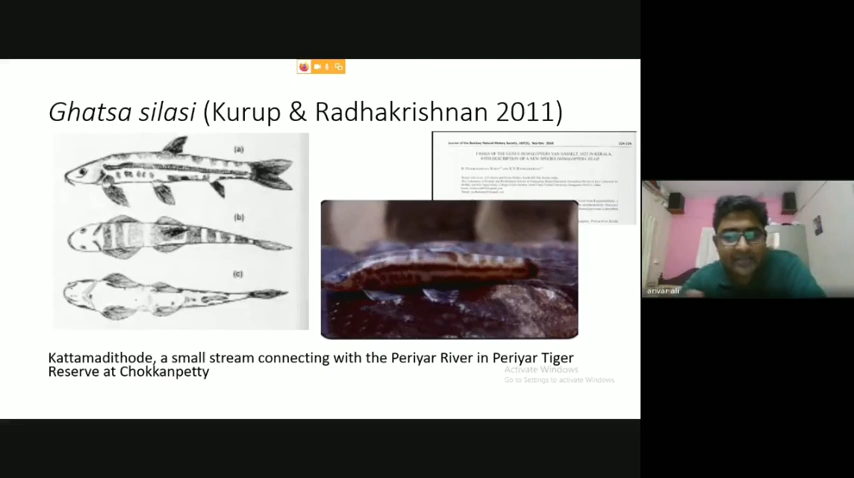 Ghatsa silasi (Kurup & Radhakrishnan 2011)
(a)
(b)
(c)
Kattamadithode, a small stream connecting with the Periyar River in Periyar Tiger
Reserve at Chokkanpetty
Activate Windows
Go to Settings to activate Windows.
anvar ali